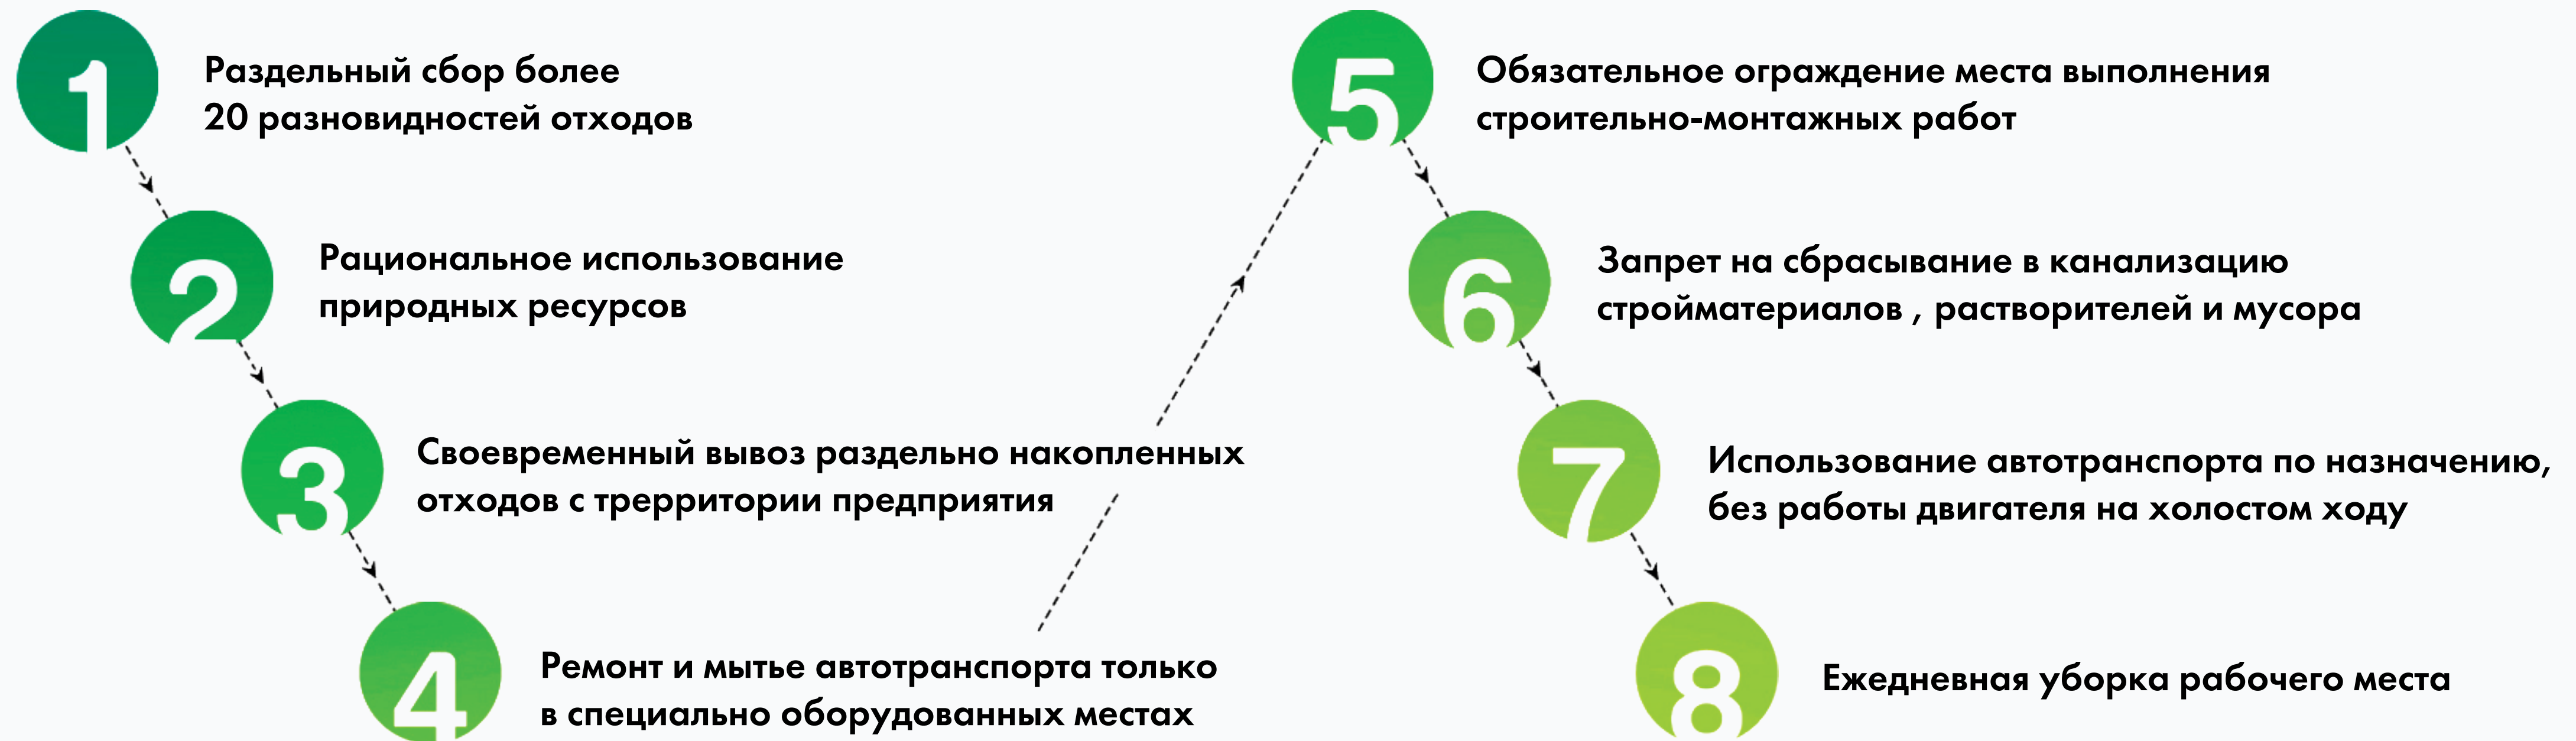 1
Раздельный сбор более
20 разновидностей отходов
2
Рациональное использование
природных ресурсов
3
Своевременный вывоз раздельно накопленных
отходов с трерритории предприятия
4
Ремонт и мытье автотранспорта только
в специально оборудованных местах
5
Обязательное ограждение места выполнения
строительно-монтажных работ
6
Запрет на сбрасывание в канализацию
стройматериалов , растворителей и мусора
7
Использование автотранспорта по назначению,
без работы двигателя на холостом ходу
8
Ежедневная уборка рабочего места